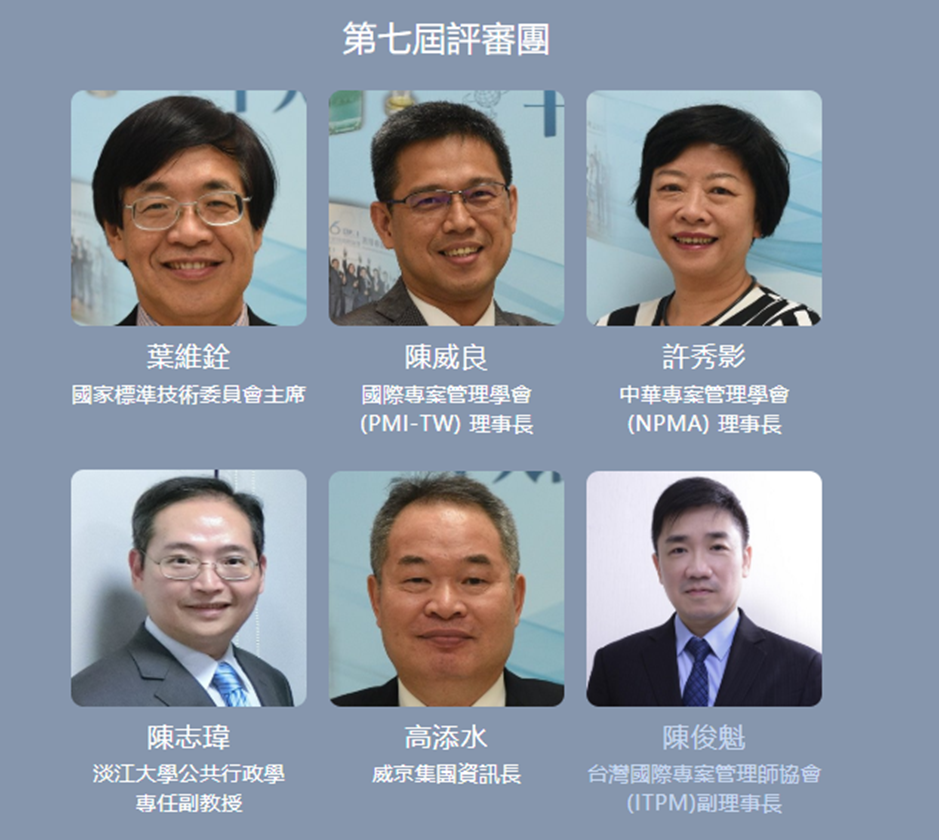 第七屆評審團
葉維銓
國家標準技術委員會主席
陳威良
國際專案管理學會
(PMI-TW) 理事長
許秀影
中華專案管理學會
(NPMA) 理事長
陳志瑋
淡江大學公共行政學
專任副教授
高添水
威京集團資訊長
陳俊魁
台灣國際專案管理師協會
(ITPM)副理事長